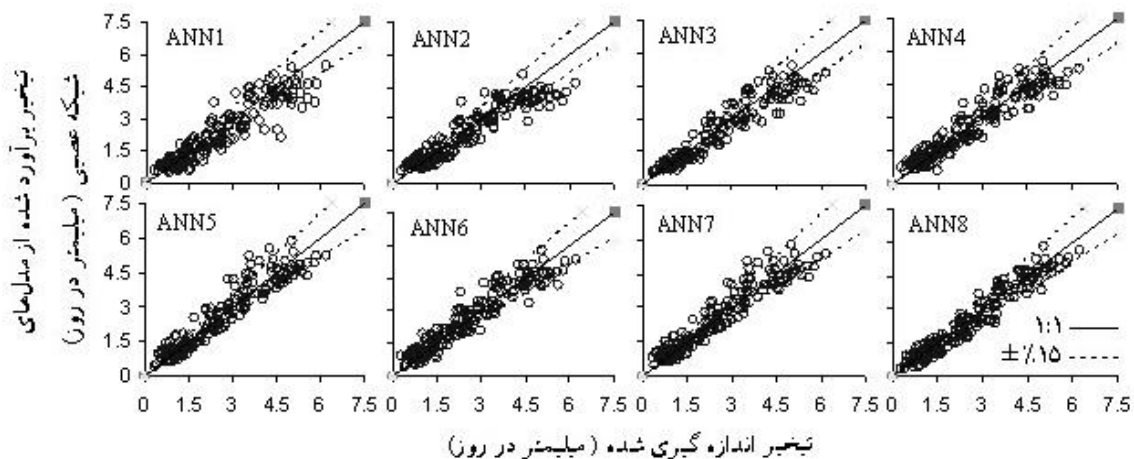 تبخیر برآورد شده از مدل‌های
شبکه عصبی (میلیمتر در روز)
7.5
6
4.5
3
1.5
0
ANN1
ANN2
ANN3
ANN4
7.5
6
4.5
3
1.5
0
ANN5
ANN6
ANN7
ANN8
۱:۱
±٪۱۵
0 1.5 3 4.5 6 7.5
0 1.5 3 4.5 6 7.5
0 1.5 3 4.5 6 7.5
0 1.5 3 4.5 6 7.5
تبخیر اندازه گیری شده (میلیمتر در روز)